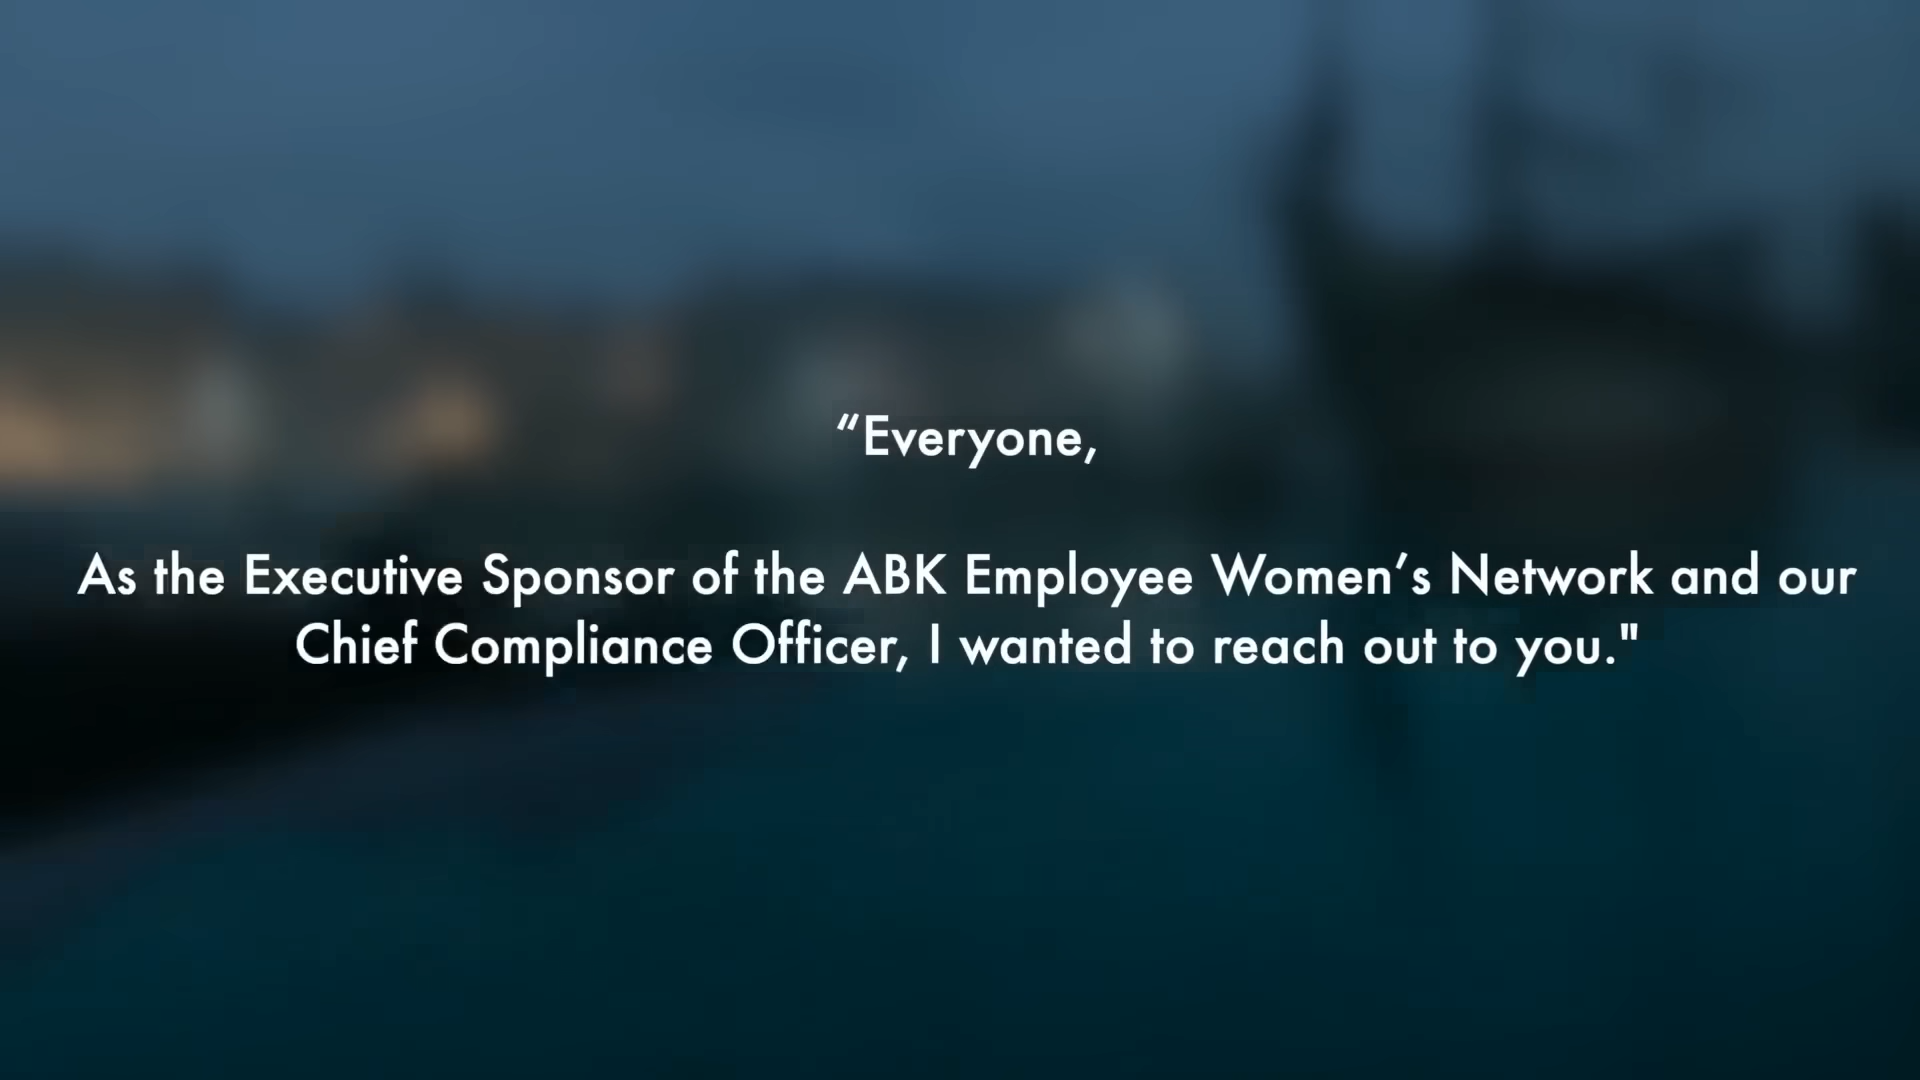 “Everyone,
As the Executive Sponsor of the ABK Employee Women’s Network and our
Chief Compliance Officer, I wanted to reach out to you."